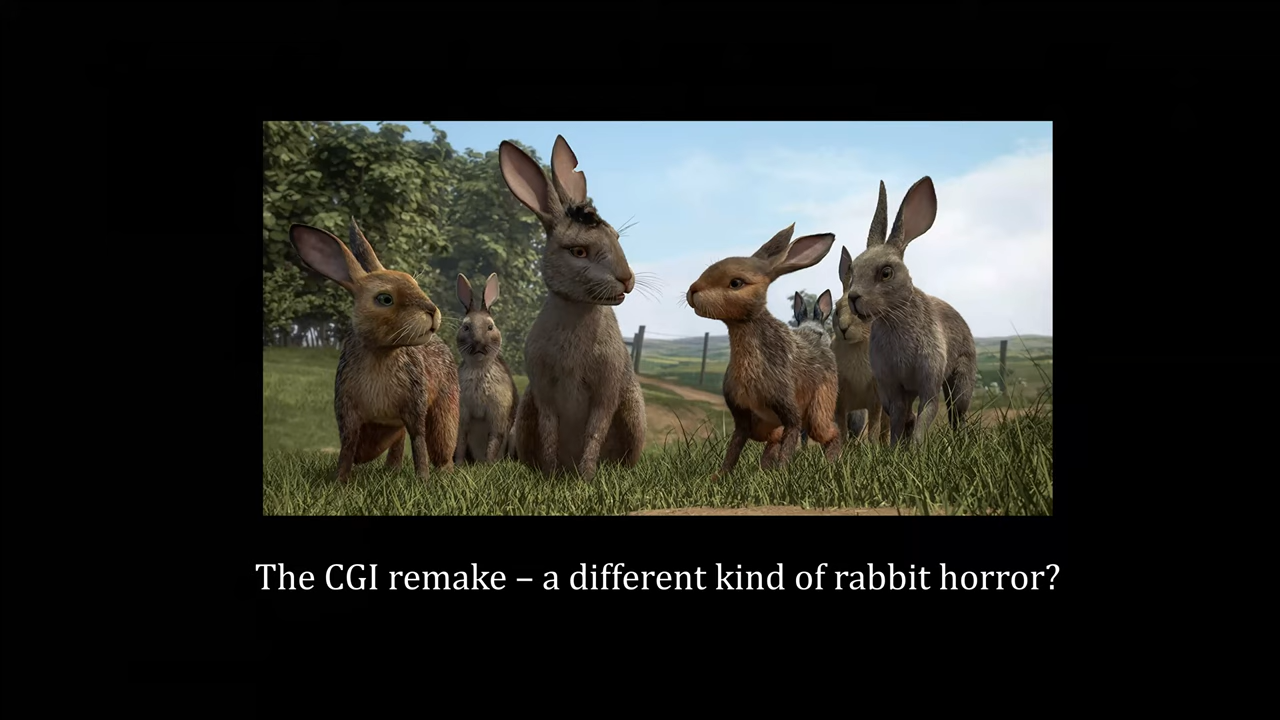 The CGI remake – a different kind of rabbit horror?